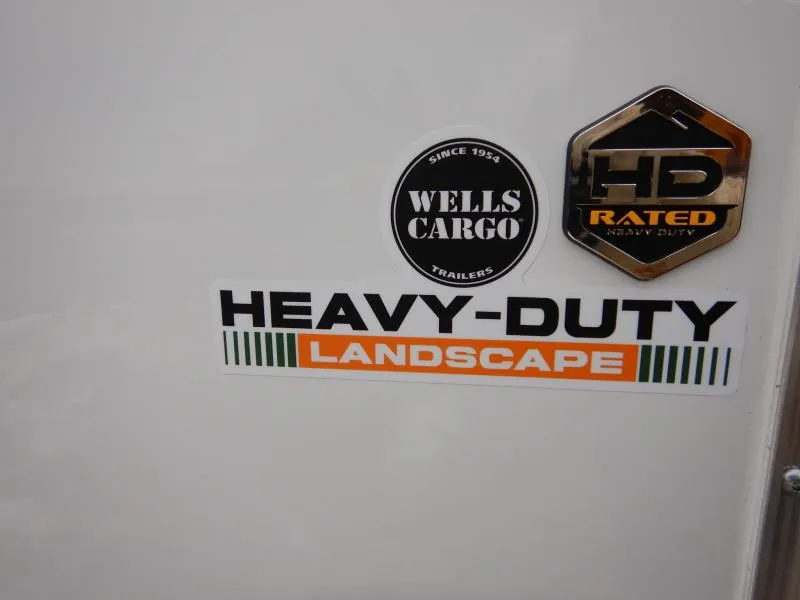 SINCE 1954
WELLS
CARGO
TRAILERS
HD
RATED
HEAVY DUTY
HEAVY-DUTY
LANDSCAPE